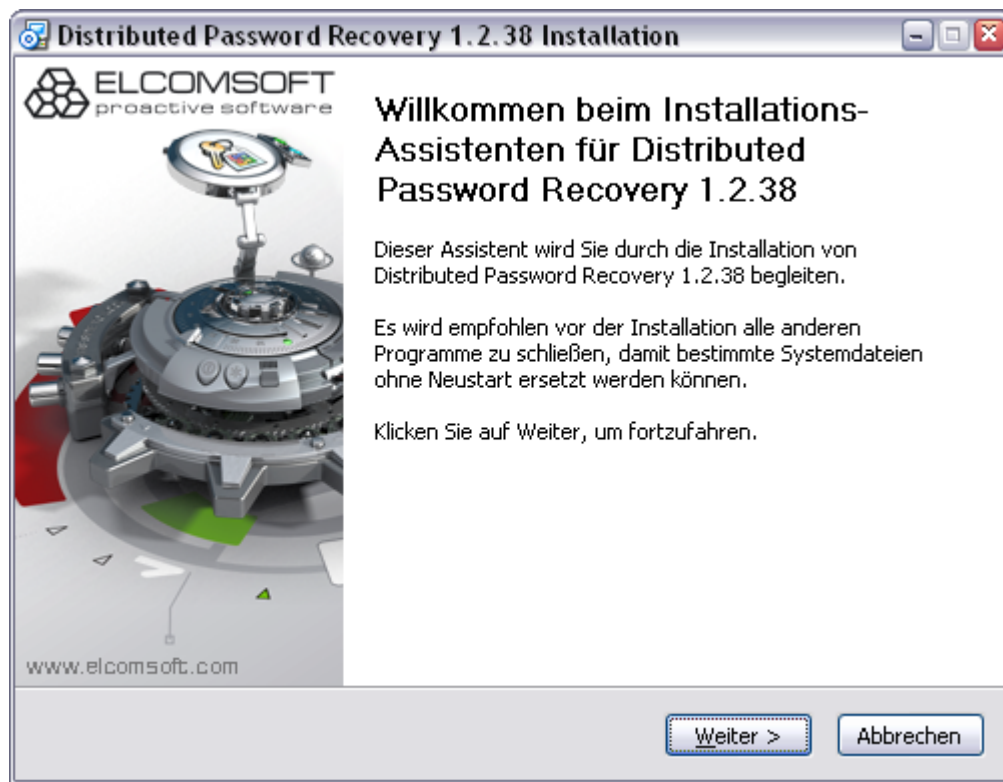 Distributed Password Recovery 1.2.38 Installation
ELCOMSOFT
proactive software
Willkommen beim Installations-
Assistenten für Distributed
Password Recovery 1.2.38
Dieser Assistent wird Sie durch die Installation von
Distributed Password Recovery 1.2.38 begleiten.
Es wird empfohlen vor der Installation alle anderen
Programme zu schließen, damit bestimmte Systemdateien
ohne Neustart ersetzt werden können.
Klicken Sie auf Weiter, um fortzufahren.
www.elcomsoft.com
Weiter >
Abbrechen